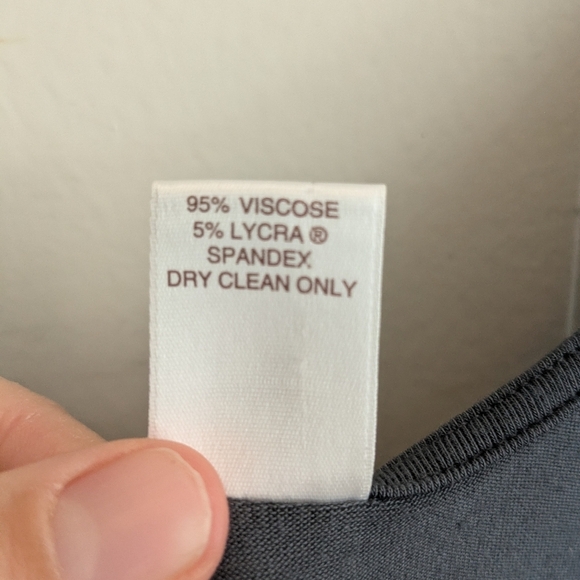 95% VISCOSE
5% LYCRA ®
SPANDEX
DRY CLEAN ONLY